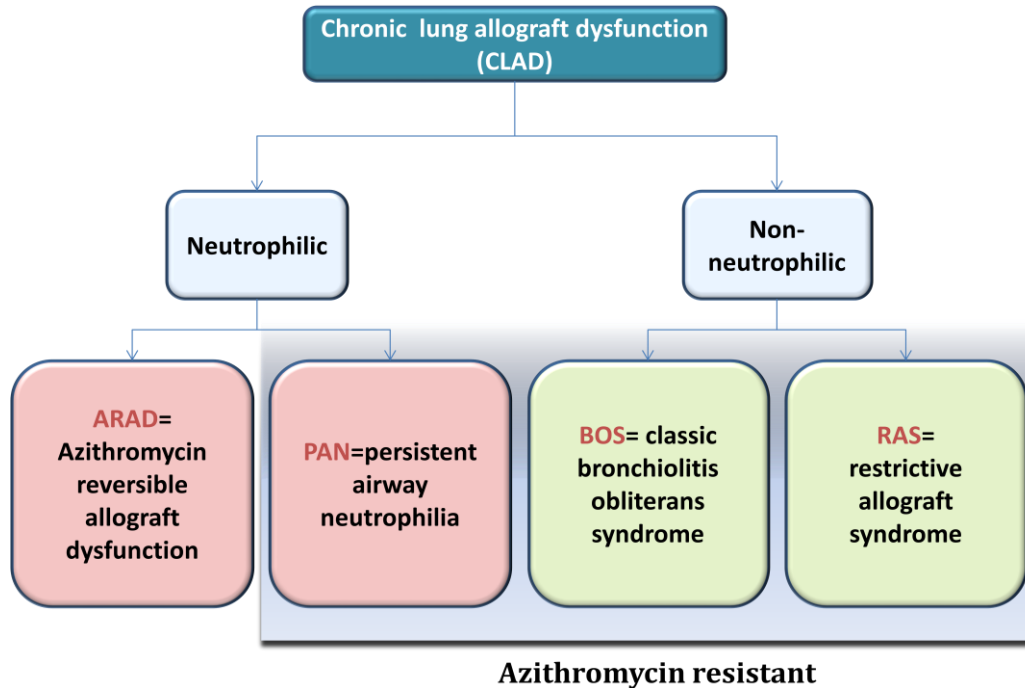 Chronic lung allograft dysfunction
(CLAD)
Neutrophilic
Non-
neutrophilic
ARAD=
Azithromycin
reversible
allograft
dysfunction
PAN=persistent
airway
neutrophilia
BOS= classic
bronchiolitis
obliterans
syndrome
RAS=
restrictive
allograft
syndrome
Azithromycin resistant